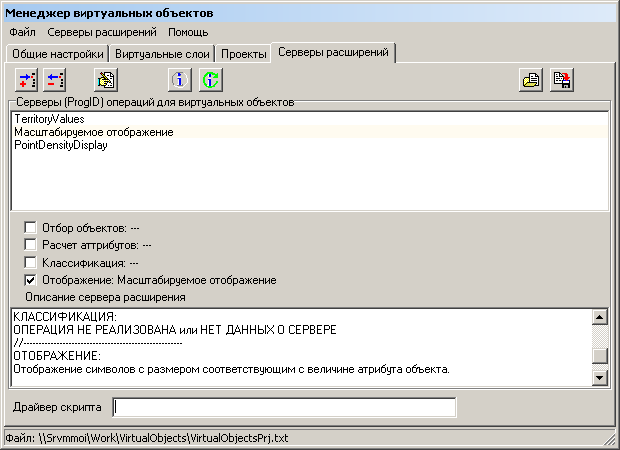 Менеджер виртуальных объектов
Файл Серверы расширений Помощь
Общие настройки Виртуальные слои Проекты Серверы расширений
Серверы (ProgID) операций для виртуальных объектов
TerritoryValues
Масштабируемое отображение
PointDensityDisplay
Отбор объектов: ---
Расчет аттрибутов: ---
Классификация: ---
Отображение: Масштабируемое отображение
Описание сервера расширения
КЛАССИФИКАЦИЯ:
ОПЕРАЦИЯ НЕ РЕАЛИЗОВАНА или НЕТ ДАННЫХ О СЕРВЕРЕ
//-----------------------------------------------------
ОТОБРАЖЕНИЕ:
Отображение символов с размером соответствующим с величине атрибута объекта.
Драйвер скрипта
Файл: \\Srvmmoi\Work\VirtualObjects\VirtualObjectsPrj.txt